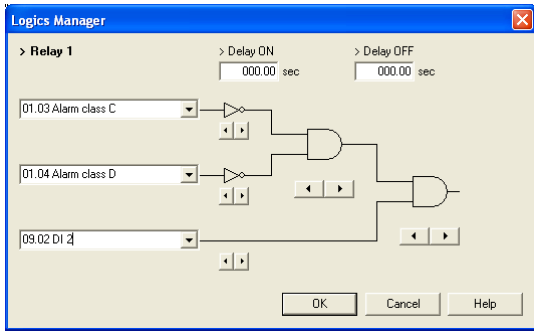 Logics Manager
> Relay 1 > Delay ON > Delay OFF
000.00 sec 000.00 sec
01.03 Alarm class C
01.04 Alarm class D
09.02 DI 2
OK Cancel Help